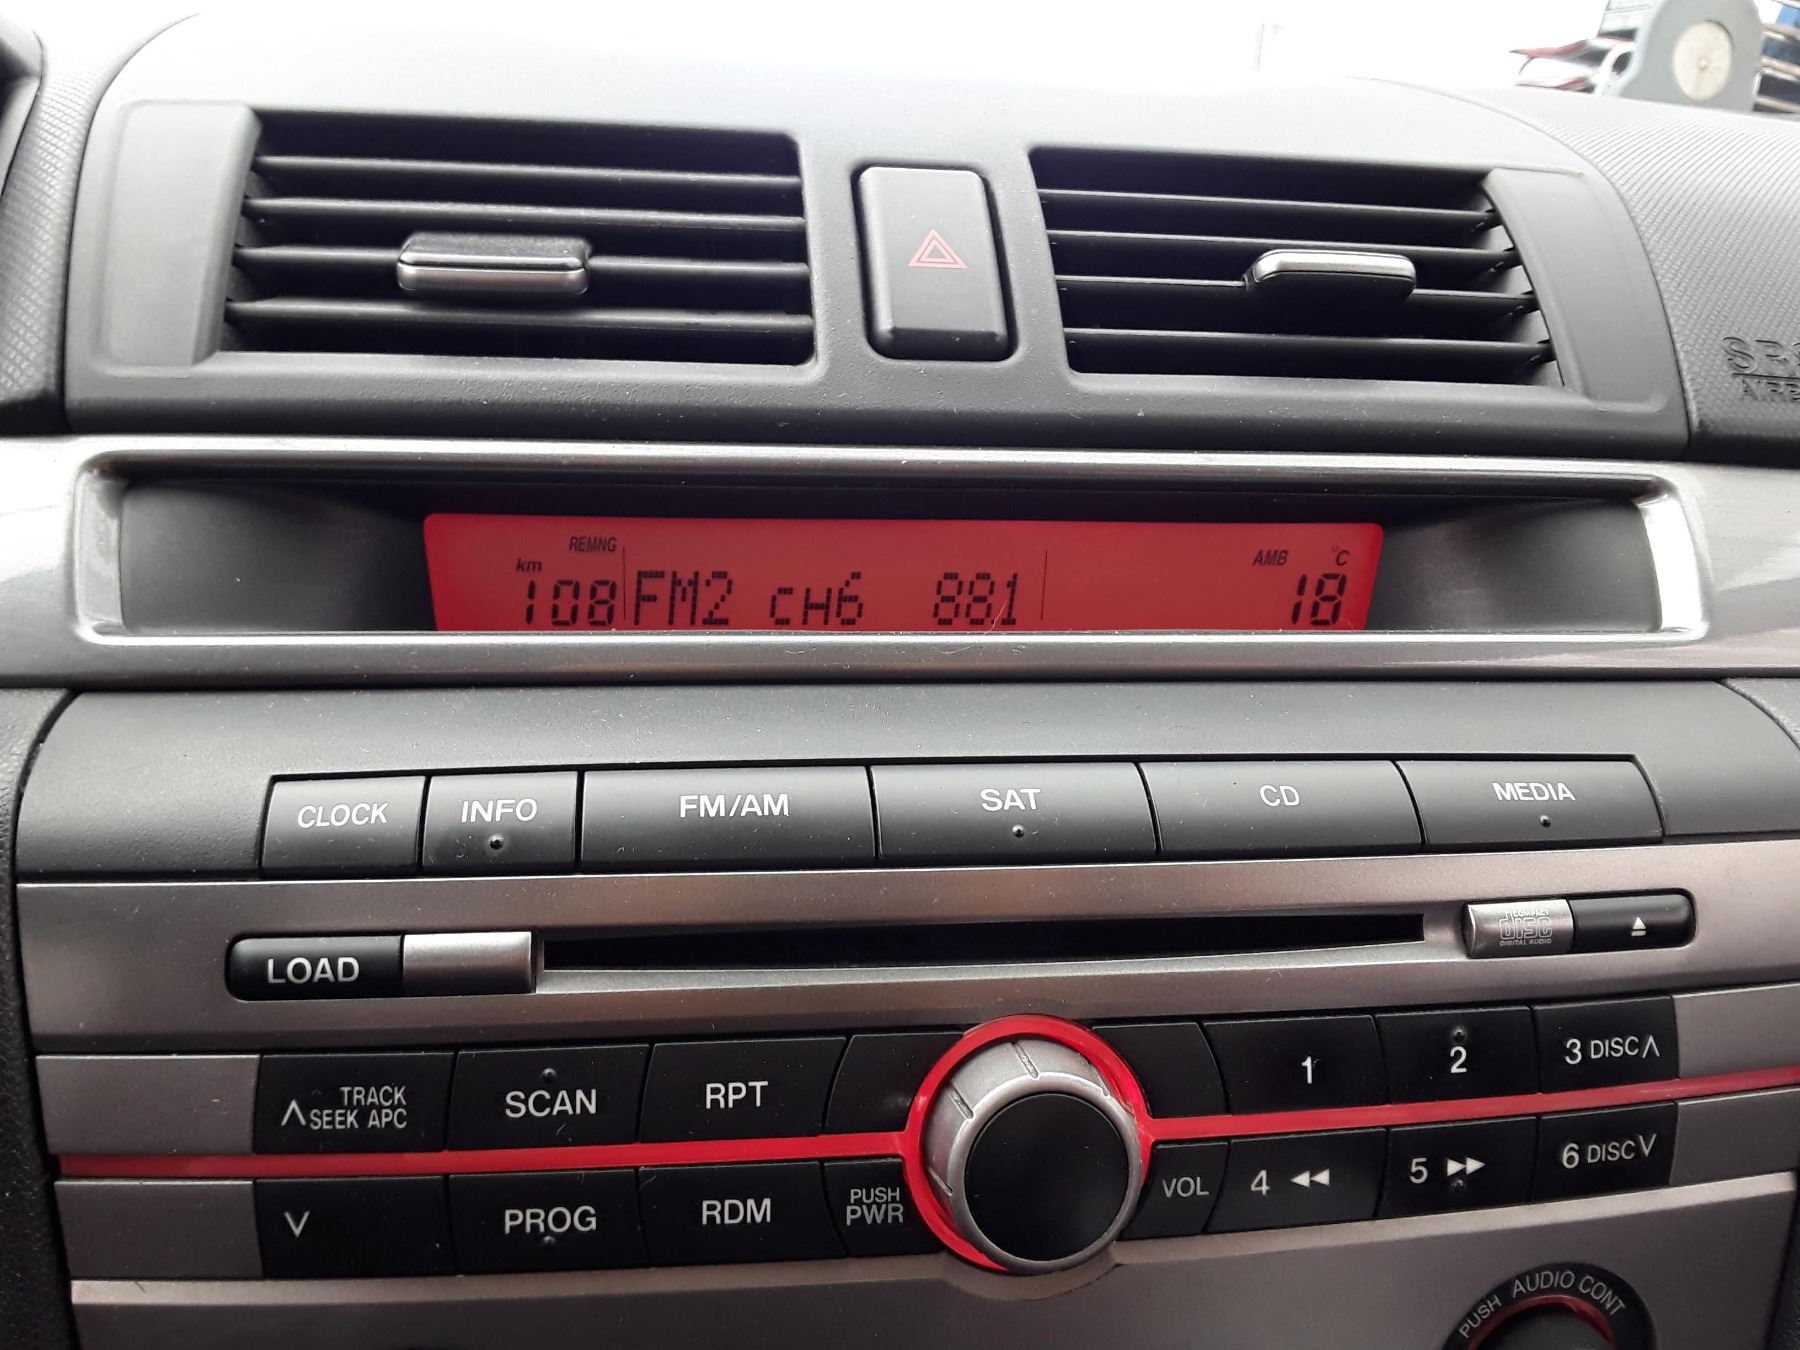 SRS
AIRB
REMNG
km
108 FM2 CH6 881
AMB °C
18
CLOCK INFO FM/AM SAT CD MEDIA
LOAD
COMPACT
disc
DIGITAL AUDIO
TRACK
SEEK APC
SCAN RPT 1 2 3 DISC
PROG RDM PUSH PWR VOL 4 5 6 DISC
PUSH AUDIO CONT